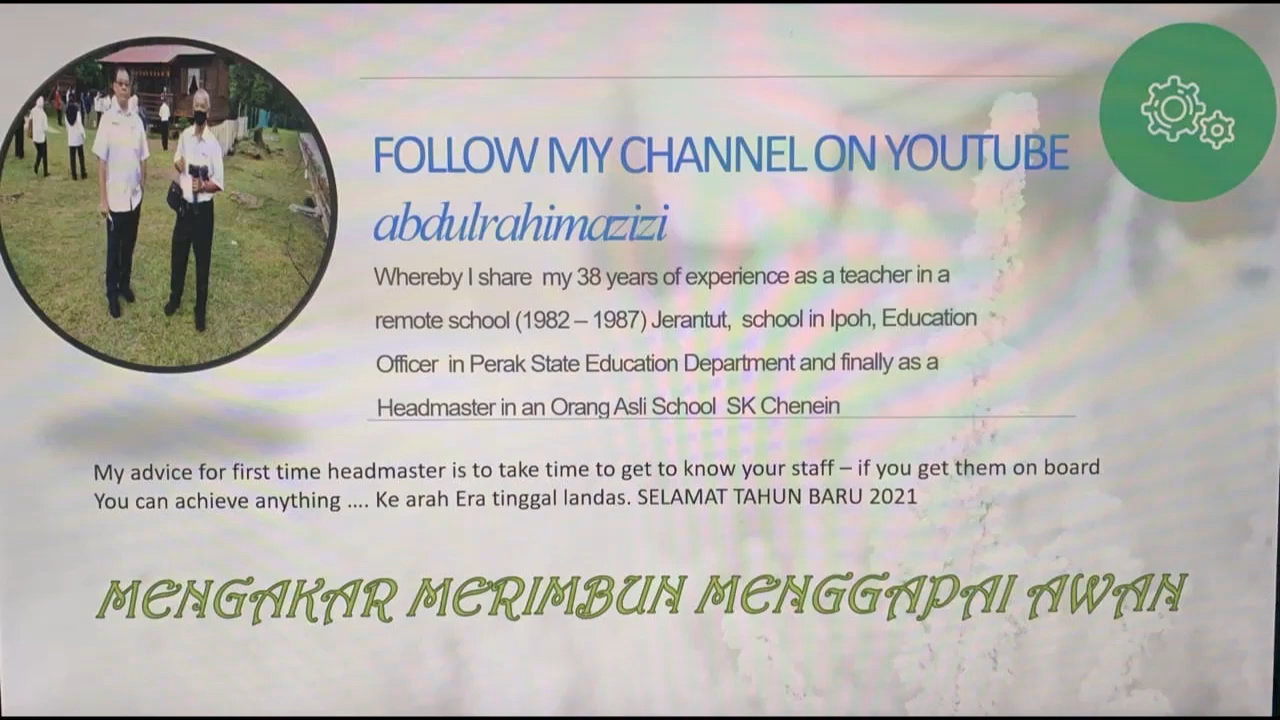 FOLLOW MY CHANNEL ON YOUTUBE
abdulrahimazizi
Whereby I share my 38 years of experience as a teacher in a
remote school (1982 – 1987) Jerantut, school in Ipoh, Education
Officer in Perak State Education Department and finally as a
Headmaster in an Orang Asli School SK Chenein
My advice for first time headmaster is to take time to get to know your staff – if you get them on board
You can achieve anything .... Ke arah Era tinggal landas. SELAMAT TAHUN BARU 2021
MENGAKAR MERIMBUN MENGGAPAI AWAN